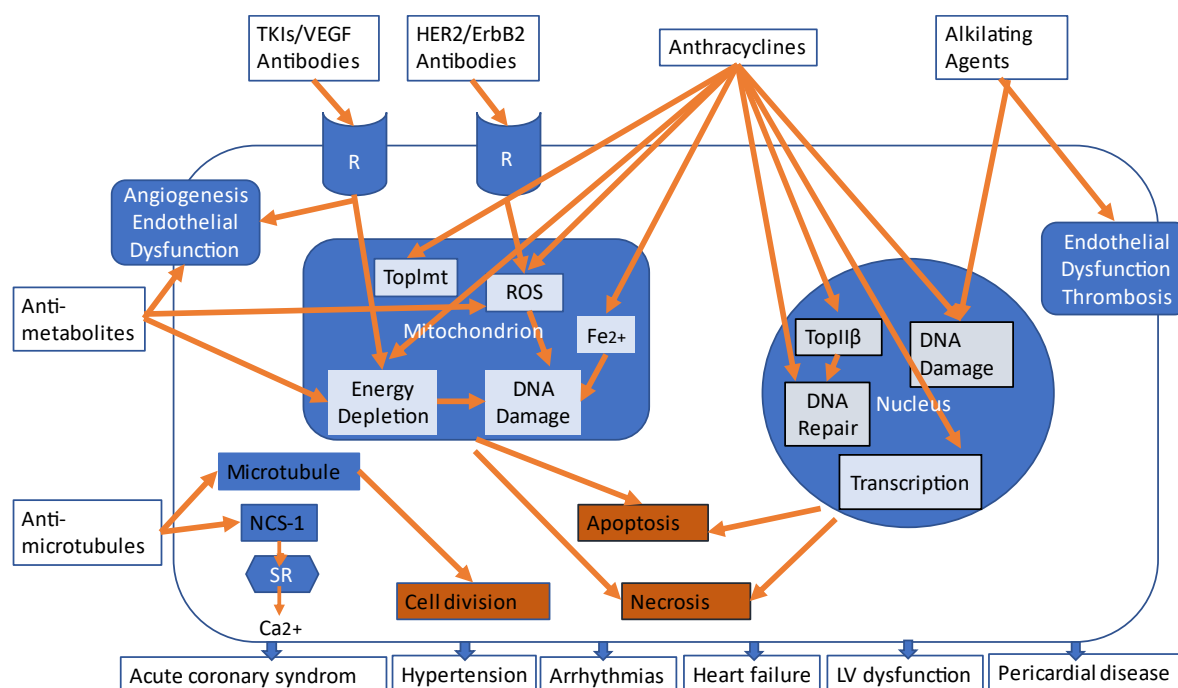 TKIs/VEGF
Antibodies
HER2/ErbB2
Antibodies
Anthracyclines
Alkilating
Agents
R
R
Angiogenesis
Endothelial
Dysfunction
Endothelial
Dysfunction
Thrombosis
TopImt
ROS
Mitochondrion
Fe2+
Energy
Depletion
DNA
Damage
TopIIβ
DNA
Damage
DNA
Repair
Nucleus
Transcription
Anti-
metabolites
Microtubule
Anti-
microtubules
NCS-1
SR
Ca2+
Apoptosis
Cell division
Necrosis
Acute coronary syndrom
Hypertension
Arrhythmias
Heart failure
LV dysfunction
Pericardial disease